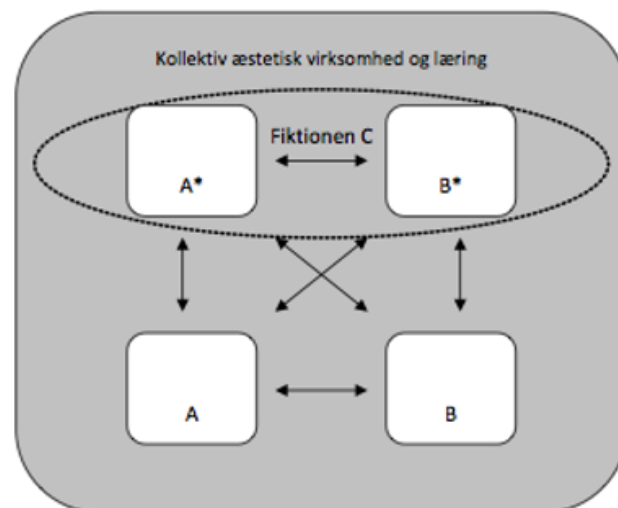 Kollektiv æstetisk virksomhed og læring
Fiktionen C
A*
B*
A
B